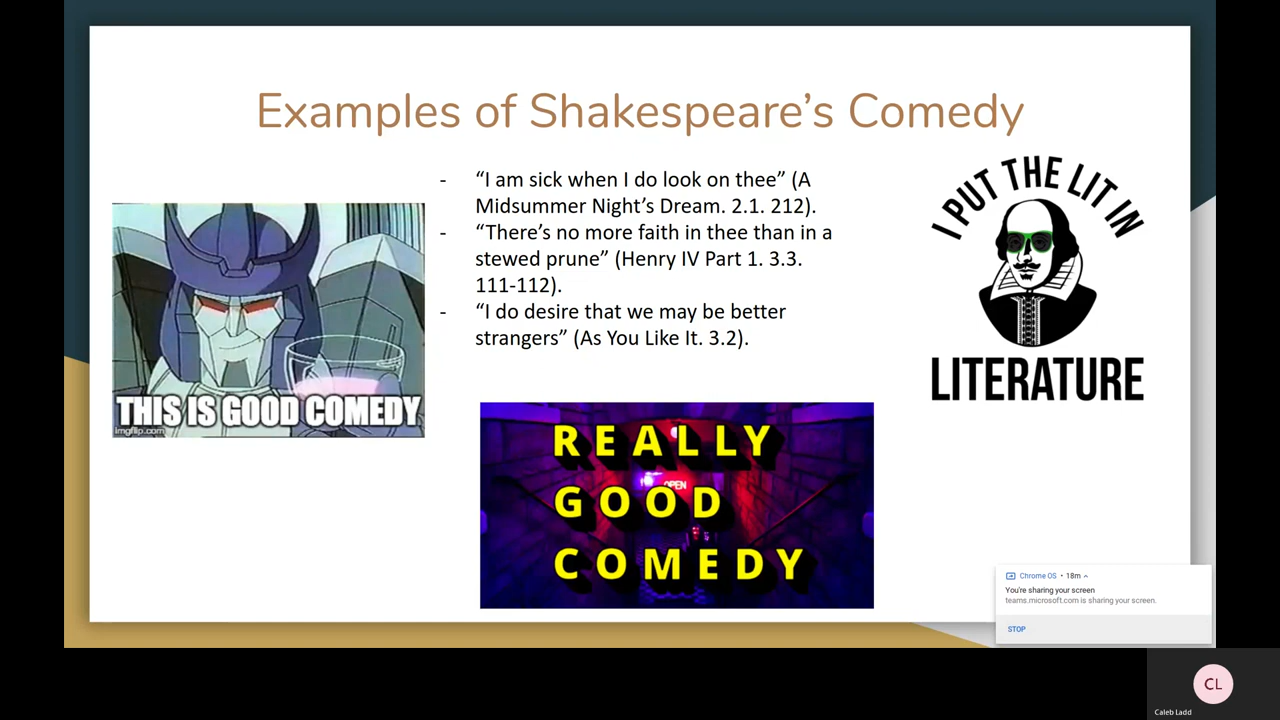 Examples of Shakespeare’s Comedy
- “I am sick when I do look on thee” (A
Midsummer Night’s Dream. 2.1. 212).
- “There’s no more faith in thee than in a
stewed prune” (Henry IV Part 1. 3.3.
111-112).
- “I do desire that we may be better
strangers” (As You Like It. 3.2).
THIS IS GOOD COMEDY
imgflip.com
I PUT THE LIT IN
LITERATURE
REALLY
OPEN
GOOD
COMEDY
Chrome OS • 18m
You're sharing your screen
teams.microsoft.com is sharing your screen.
STOP
CL
Caleb Ladd